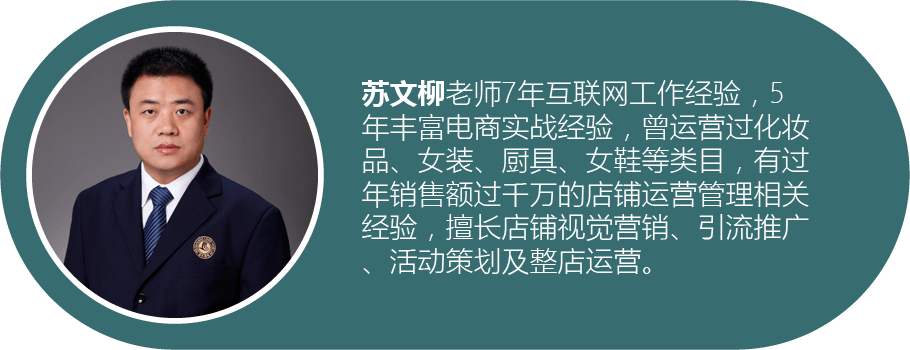 苏文柳老师7年互联网工作经验，5
年丰富电商实战经验，曾运营过化妆
品、女装、厨具、女鞋等类目，有过
年销售额过千万的店铺运营管理相关
经验，擅长店铺视觉营销、引流推广
、活动策划及整店运营。